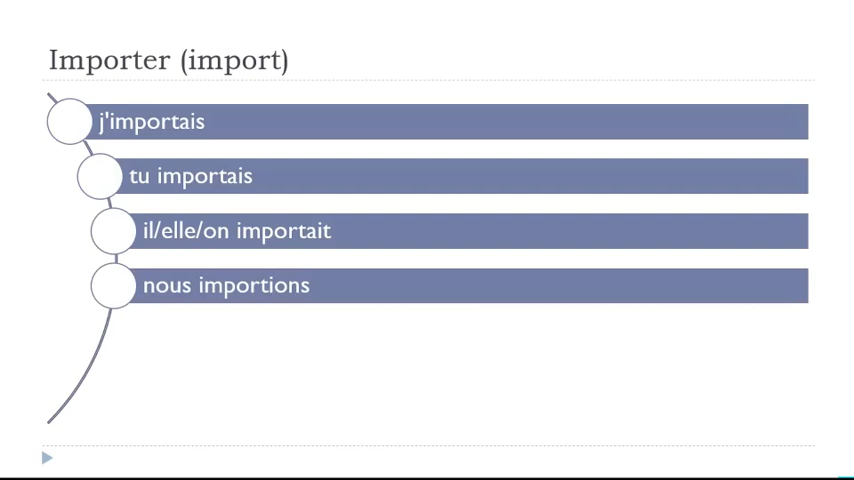 Importer (import)
j'importais
tu importais
il/elle/on importait
nous importions